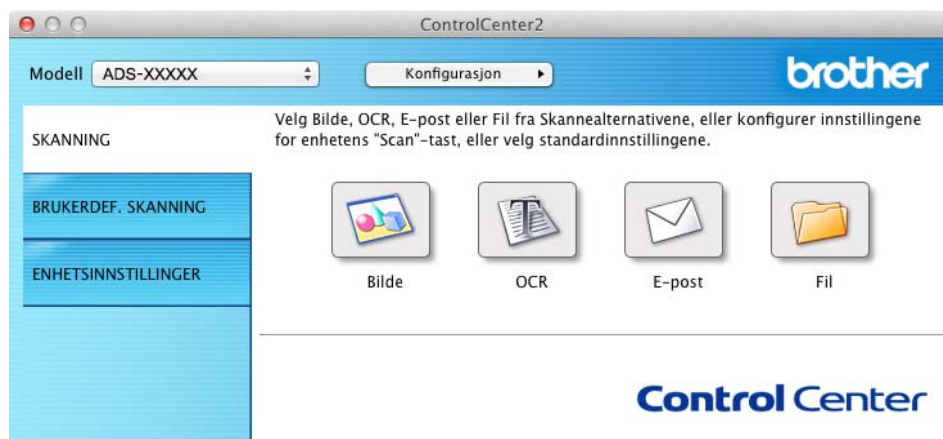 ControlCenter2
Modell ADS-XXXXX Konfigurasjon brother
SKANNING
BRUKERDEF. SKANNING
ENHETSINNSTILLINGER
Velg Bilde, OCR, E-post eller Fil fra Skannealternativene, eller konfigurer innstillingene
for enhetens "Scan"-tast, eller velg standardinnstillingene.
Bilde OCR E-post Fil
Control Center